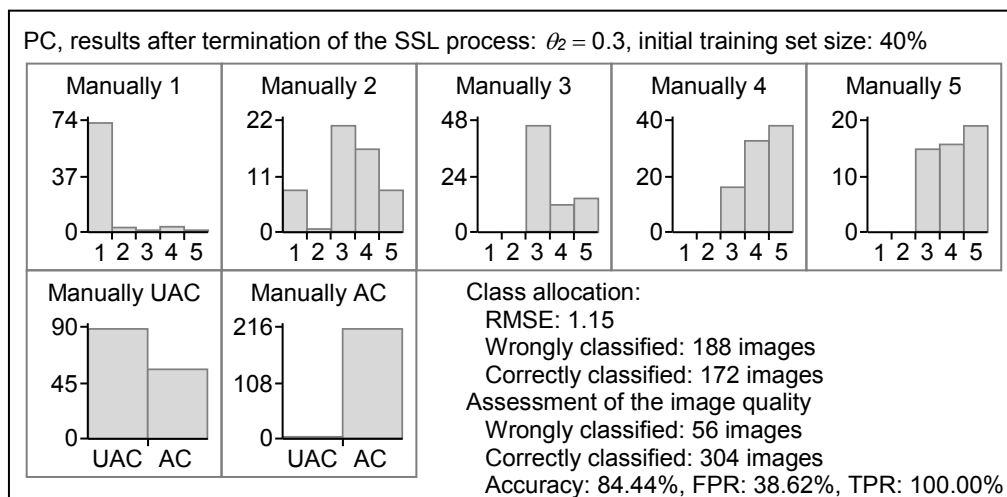 PC, results after termination of the SSL process: θ2 = 0.3, initial training set size: 40%
Manually 1
74
37
0
1 2 3 4 5
Manually 2
22
11
0
1 2 3 4 5
Manually 3
48
24
0
1 2 3 4 5
Manually 4
40
20
0
1 2 3 4 5
Manually 5
20
10
0
1 2 3 4 5
Manually UAC
90
45
0
UAC AC
Manually AC
216
108
0
UAC AC
Class allocation:
RMSE: 1.15
Wrongly classified: 188 images
Correctly classified: 172 images
Assessment of the image quality
Wrongly classified: 56 images
Correctly classified: 304 images
Accuracy: 84.44%, FPR: 38.62%, TPR: 100.00%